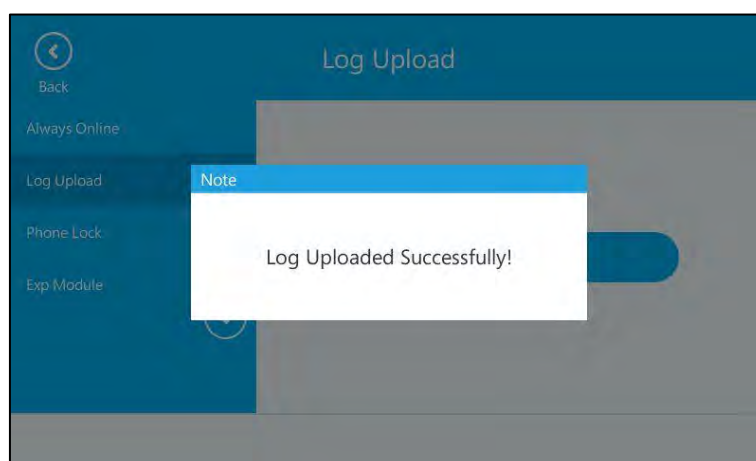 Log Upload
Back
Always Online
Log Upload
Note
Phone Lock
Log Uploaded Successfully!
Exp Module